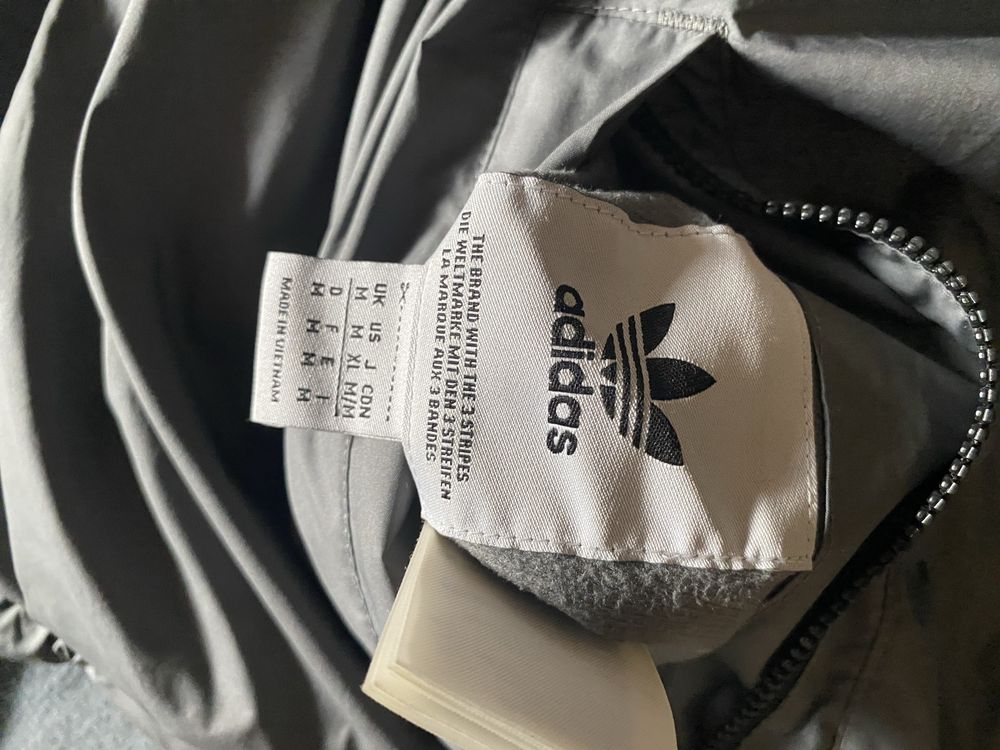 adidas
THE BRAND WITH THE 3 STRIPES
DIE WELTMARKE MIT DEN 3 STREIFEN
LA MARQUE AUX 3 BANDES
UK US J CDN
M M XL M/M
D F E I
M M M M
MADE IN VIETNAM